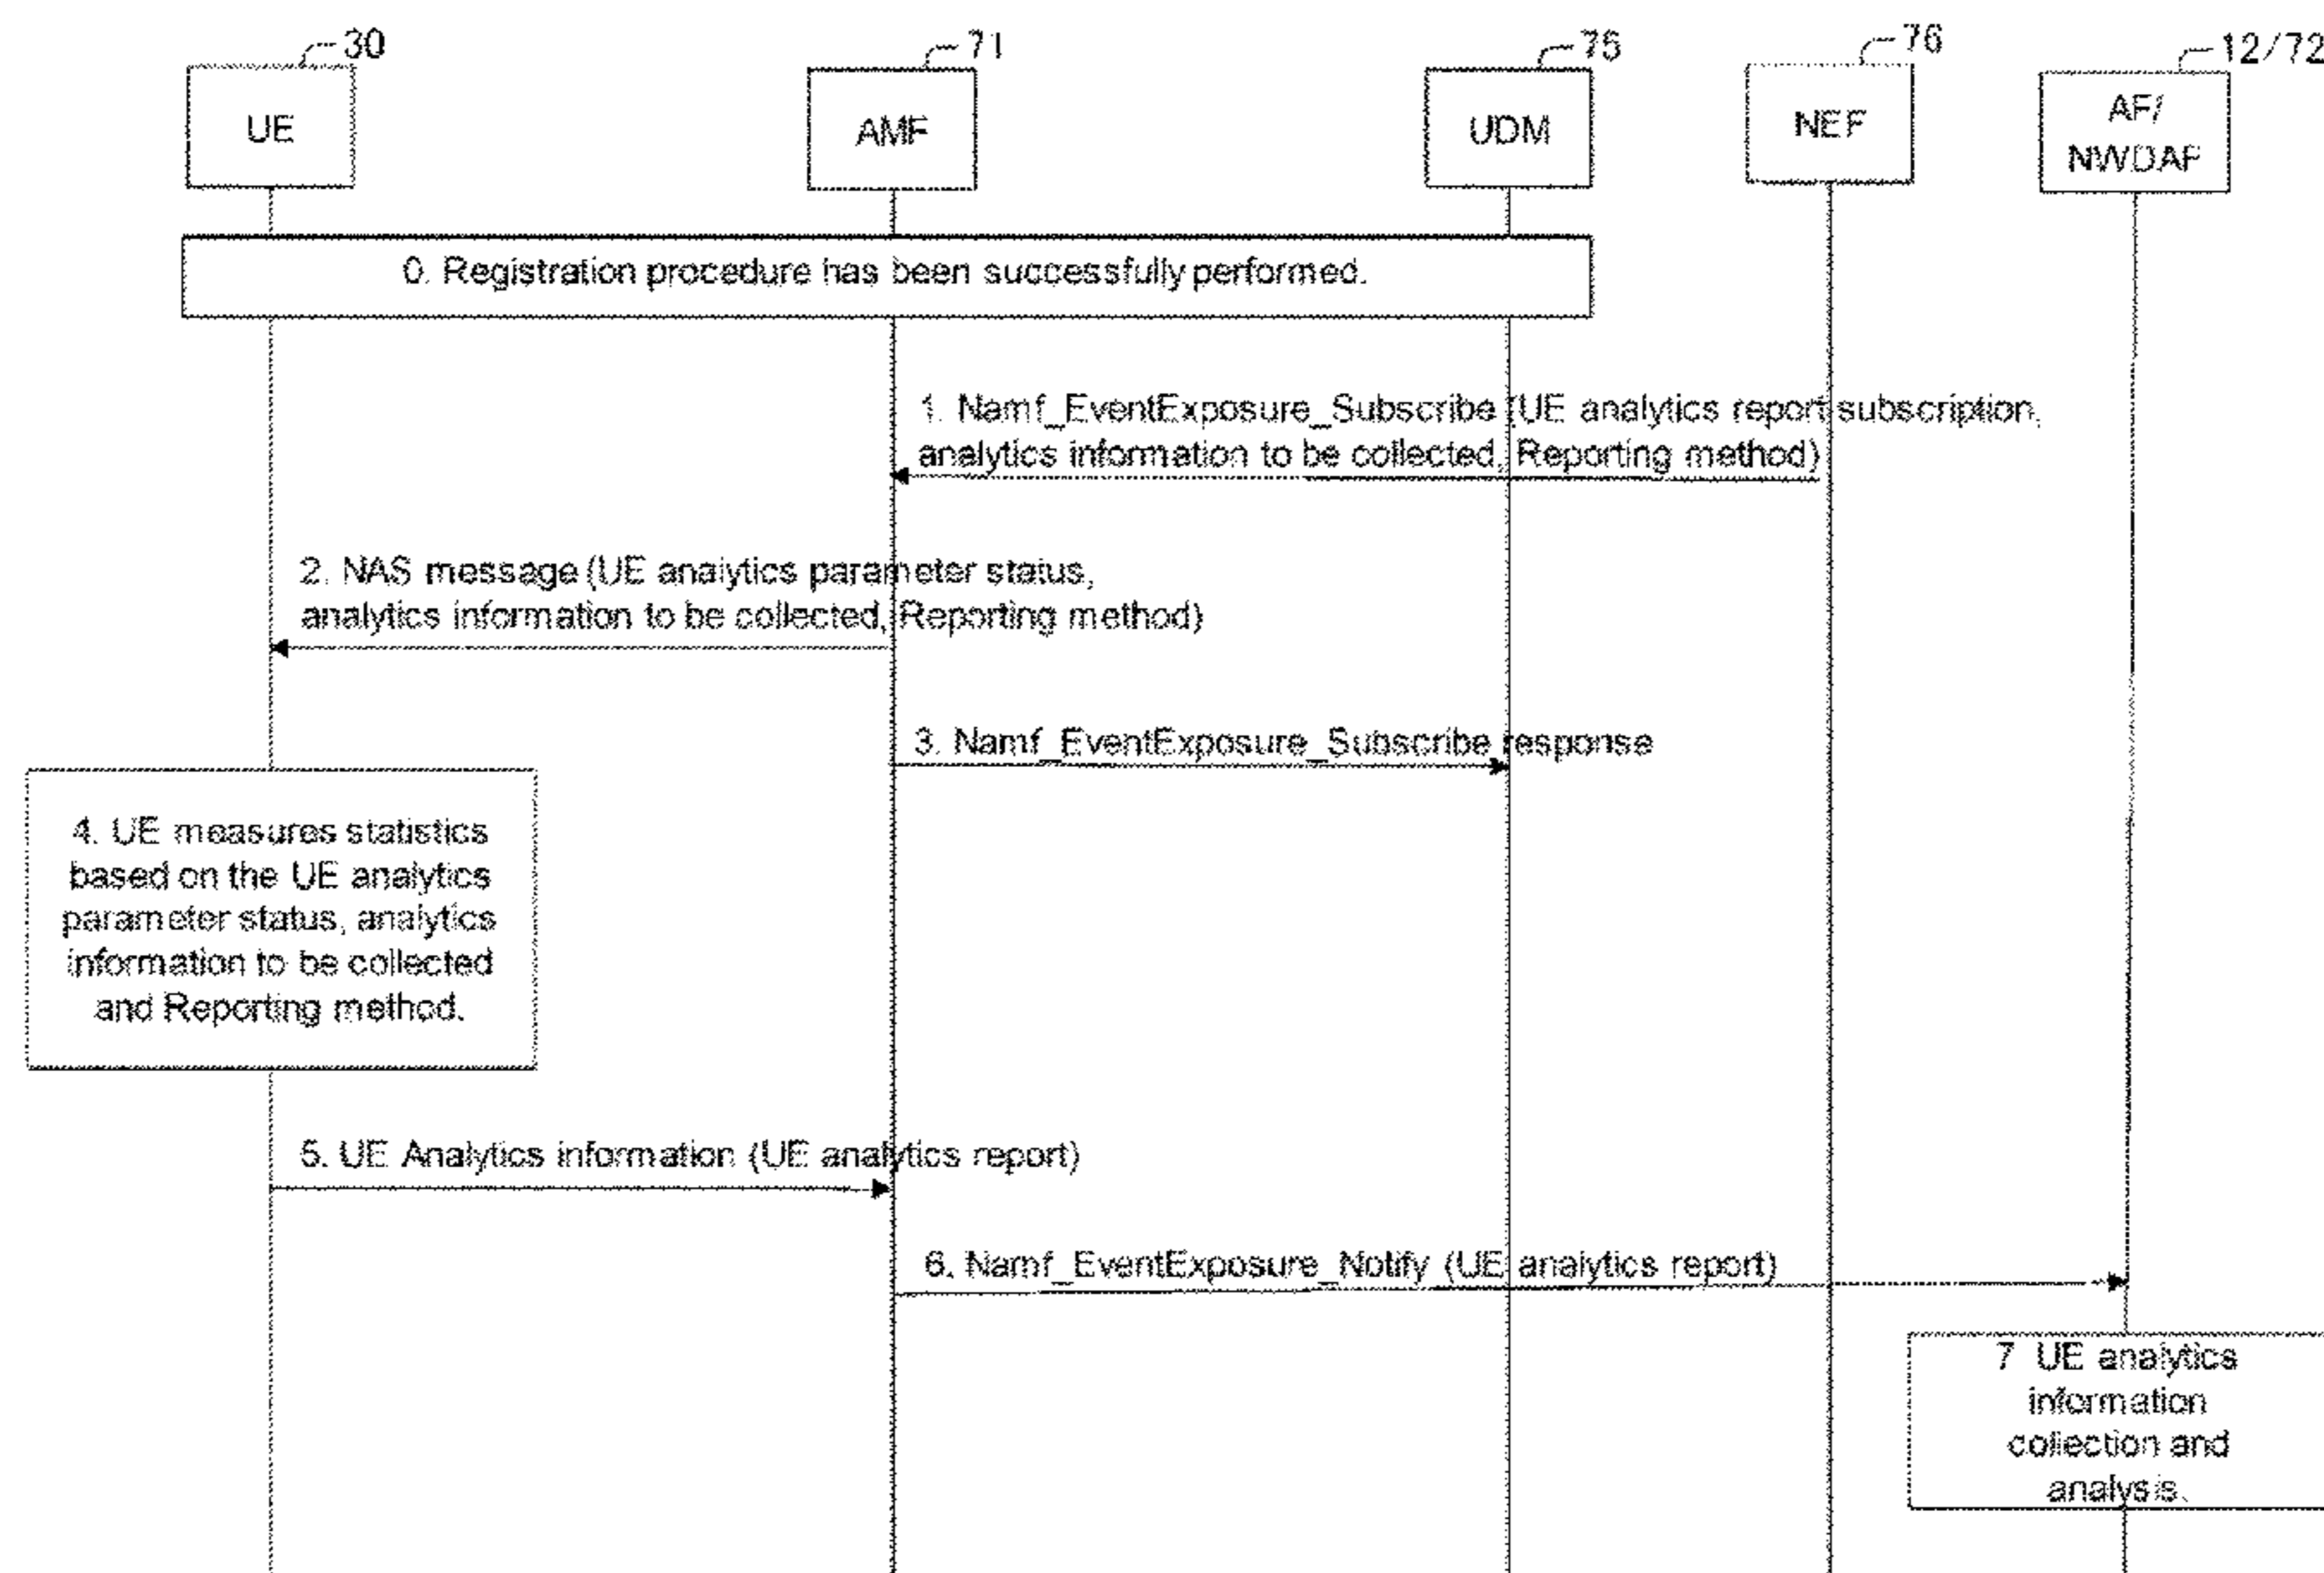 30
71
75
76
12/72
UE
AMF
UDM
NEF
AF/
NWDAF
0. Registration procedure has been successfully performed.
1. Namf_EventExposure_Subscribe (UE analytics report subscription,
analytics information to be collected, Reporting method)
2. NAS message (UE analytics parameter status,
analytics information to be collected, Reporting method)
3. Namf_EventExposure_Subscribe response
4. UE measures statistics
based on the UE analytics
parameter status, analytics
information to be collected
and Reporting method.
5. UE Analytics information (UE analytics report)
6. Namf_EventExposure_Notify (UE analytics report)
7 UE analytics
information
collection and
analysis.